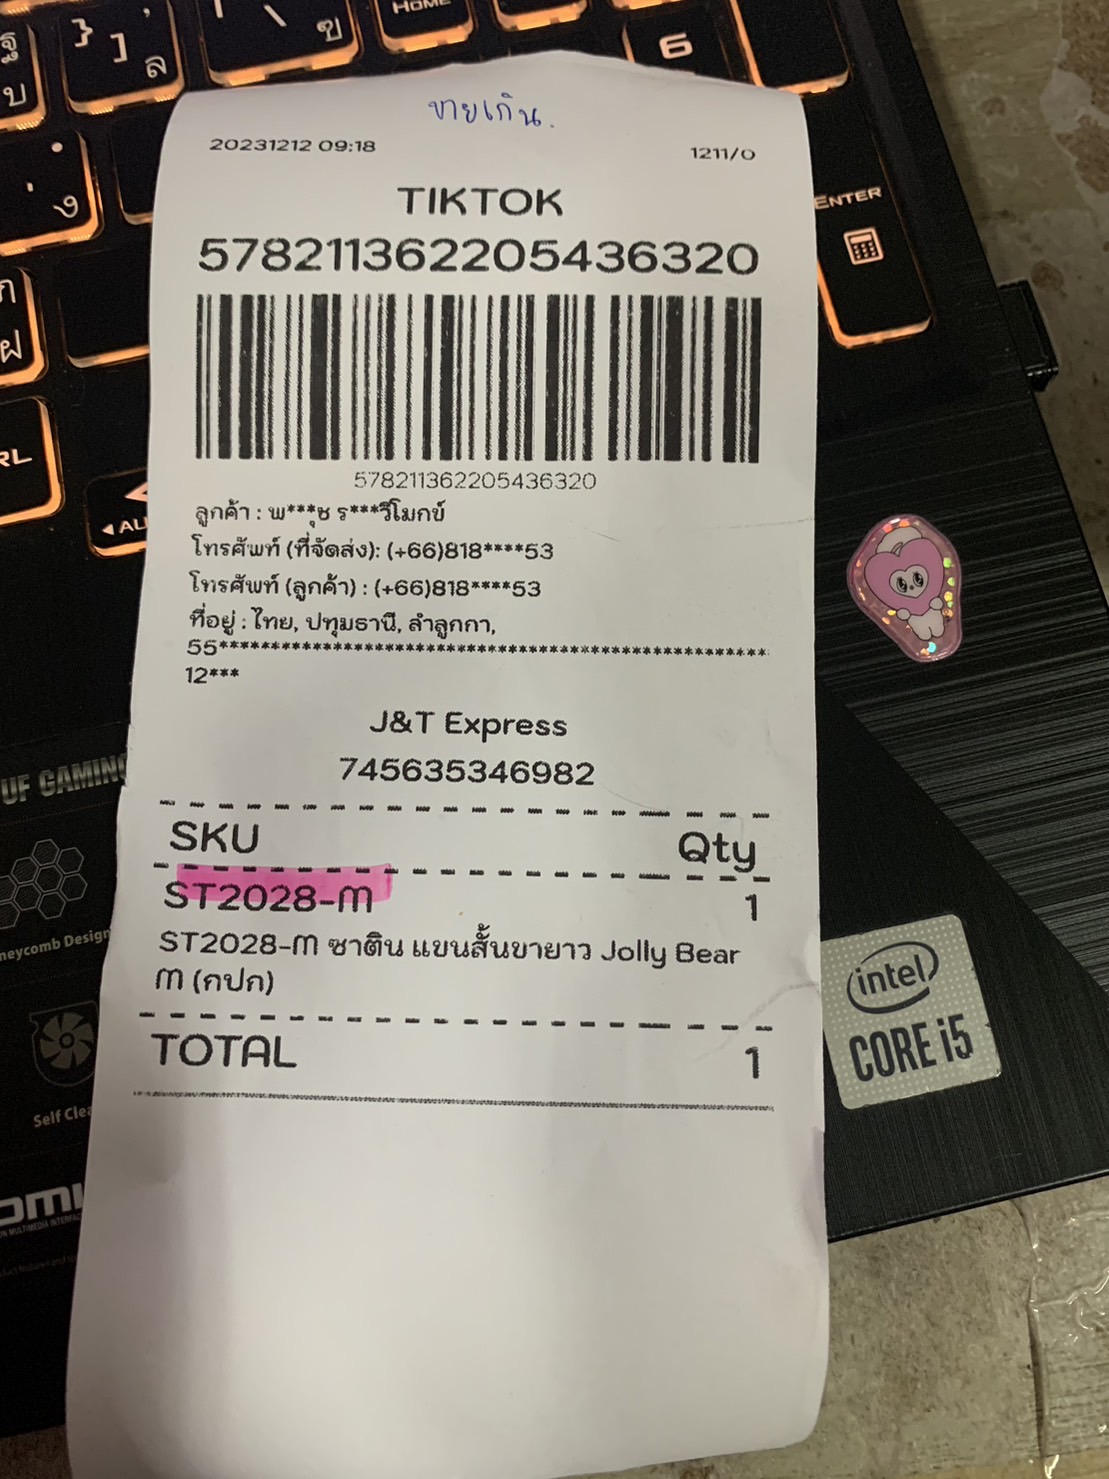 ขายเกิน.
20231212 09:18
1211/0
TIKTOK
578211362205436320
578211362205436320
ลูกค้า : พ***ุช ร***วิโมกข์
โทรศัพท์ (ที่จัดส่ง): (+66)818****53
โทรศัพท์ (ลูกค้า) : (+66)818****53
ที่อยู่ : ไทย, ปทุมธานี, ลำลูกกา,
55****************************************************
12***
J&T Express
745635346982
SKU Qty
ST2028-M 1
ST2028-M ซาติน แขนสั้นขายาว Jolly Bear
M (กปก)
TOTAL 1
HOME
6
ENTER
UF GAMING
neycomb Design
Self Clea
intel
CORE i5